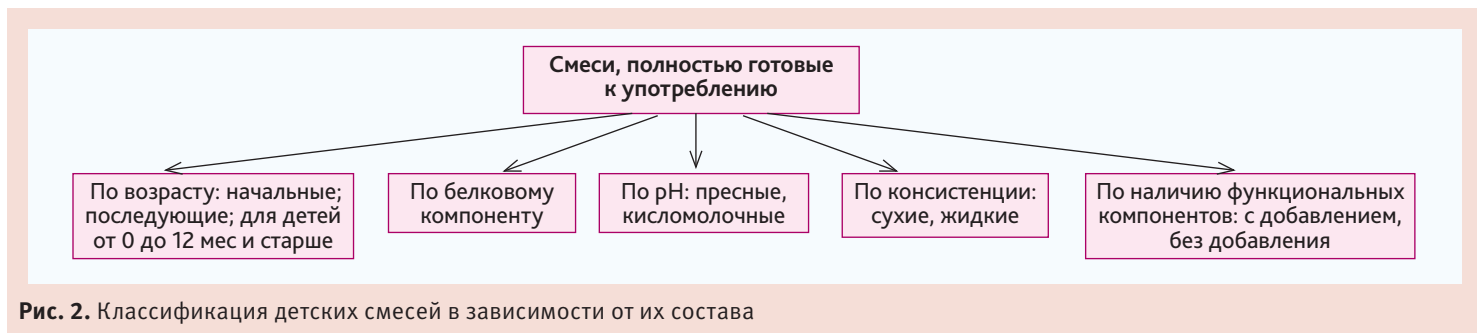 Смеси, полностью готовые
к употреблению
По возрасту: начальные;
последующие; для детей
от 0 до 12 мес и старше
По белковому
компоненту
По pH: пресные,
кисломолочные
По консистенции:
сухие, жидкие
По наличию функциональных
компонентов: с добавлением,
без добавления
Рис. 2. Классификация детских смесей в зависимости от их состава